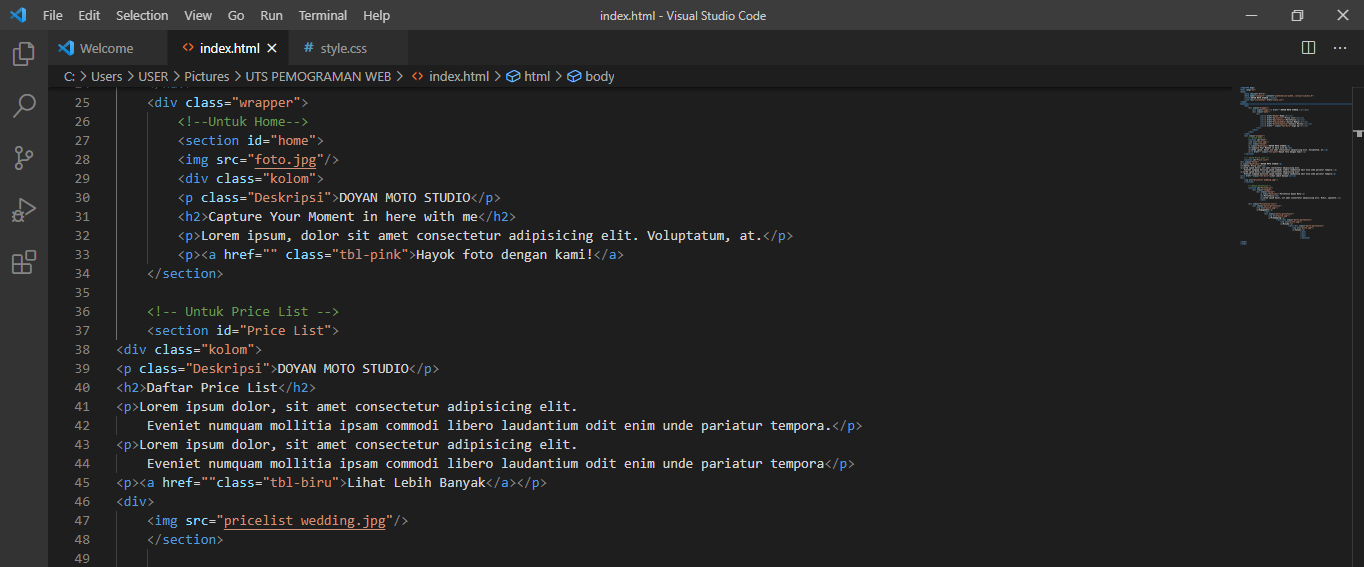 File Edit Selection View Go Run Terminal Help index.html - Visual Studio Code
Welcome index.html # style.css
C: > Users > USER > Pictures > UTS PEMOGRAMAN WEB > index.html > html > body
25 <div class="wrapper">
26 <!--Untuk Home-->
27 <section id="home">
28 <img src="foto.jpg"/>
29 <div class="kolom">
30 <p class="Deskripsi">DOYAN MOTO STUDIO</p>
31 <h2>Capture Your Moment in here with me</h2>
32 <p>Lorem ipsum, dolor sit amet consectetur adipisicing elit. Voluptatum, at.</p>
33 <p><a href="" class="tbl-pink">Hayok foto dengan kami!</a>
34 </section>
35
36 <!-- Untuk Price List -->
37 <section id="Price List">
38 <div class="kolom">
39 <p class="Deskripsi">DOYAN MOTO STUDIO</p>
40 <h2>Daftar Price List</h2>
41 <p>Lorem ipsum dolor, sit amet consectetur adipisicing elit.
42 Eveniet numquam mollitia ipsam commodi libero laudantium odit enim unde pariatur tempora.</p>
43 <p>Lorem ipsum dolor, sit amet consectetur adipisicing elit.
44 Eveniet numquam mollitia ipsam commodi libero laudantium odit enim unde pariatur tempora</p>
45 <p><a href=""class="tbl-biru">Lihat Lebih Banyak</a></p>
46 <div>
47 <img src="pricelist wedding.jpg"/>
48 </section>
49